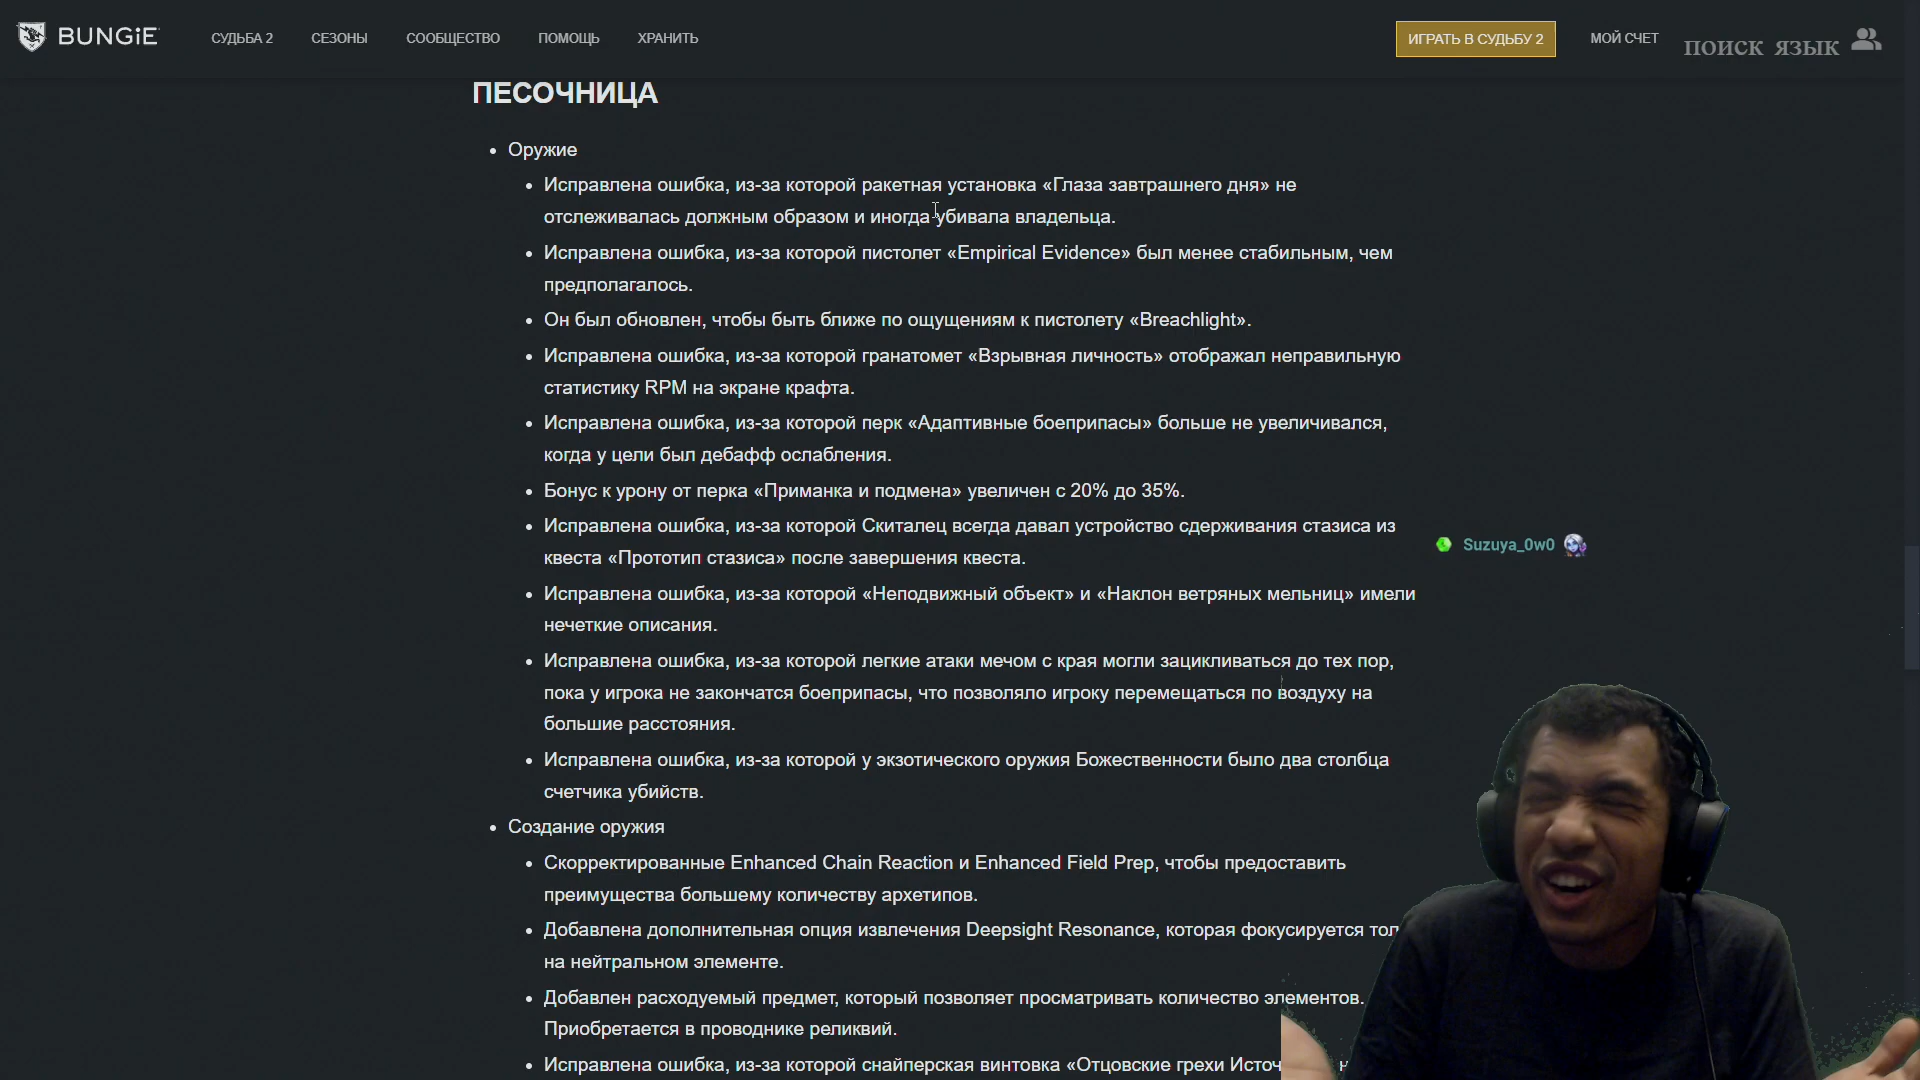 BUNGiE СУДЬБА 2 СЕЗОНЫ СООБЩЕСТВО ПОМОЩЬ ХРАНИТЬ ИГРАТЬ В СУДЬБУ 2 МОЙ СЧЕТ ПОИСК ЯЗЫК
ПЕСОЧНИЦА
Оружие
Исправлена ошибка, из-за которой ракетная установка «Глаза завтрашнего дня» не
отслеживалась должным образом и иногда убивала владельца.
Исправлена ошибка, из-за которой пистолет «Empirical Evidence» был менее стабильным, чем
предполагалось.
Он был обновлен, чтобы быть ближе по ощущениям к пистолету «Breachlight».
Исправлена ошибка, из-за которой гранатомет «Взрывная личность» отображал неправильную
статистику RPM на экране крафта.
Исправлена ошибка, из-за которой перк «Адаптивные боеприпасы» больше не увеличивался,
когда у цели был дебафф ослабления.
Бонус к урону от перка «Приманка и подмена» увеличен с 20% до 35%.
Исправлена ошибка, из-за которой Скиталец всегда давал устройство сдерживания стазиса из
квеста «Прототип стазиса» после завершения квеста.
Suzuya_0w0
Исправлена ошибка, из-за которой «Неподвижный объект» и «Наклон ветряных мельниц» имели
нечеткие описания.
Исправлена ошибка, из-за которой легкие атаки мечом с края могли зацикливаться до тех пор,
пока у игрока не закончатся боеприпасы, что позволяло игроку перемещаться по воздуху на
большие расстояния.
Исправлена ошибка, из-за которой у экзотического оружия Божественности было два столбца
счетчика убийств.
Создание оружия
Скорректированные Enhanced Chain Reaction и Enhanced Field Prep, чтобы предоставить
преимущества большему количеству архетипов.
Добавлена дополнительная опция извлечения Deepsight Resonance, которая фокусируется
на нейтральном элементе.
Добавлен расходуемый предмет, который позволяет просматривать количество элементов.
Приобретается в проводнике реликвий.
Исправлена ошибка, из-за которой снайперская винтовка «Отцовские грехи